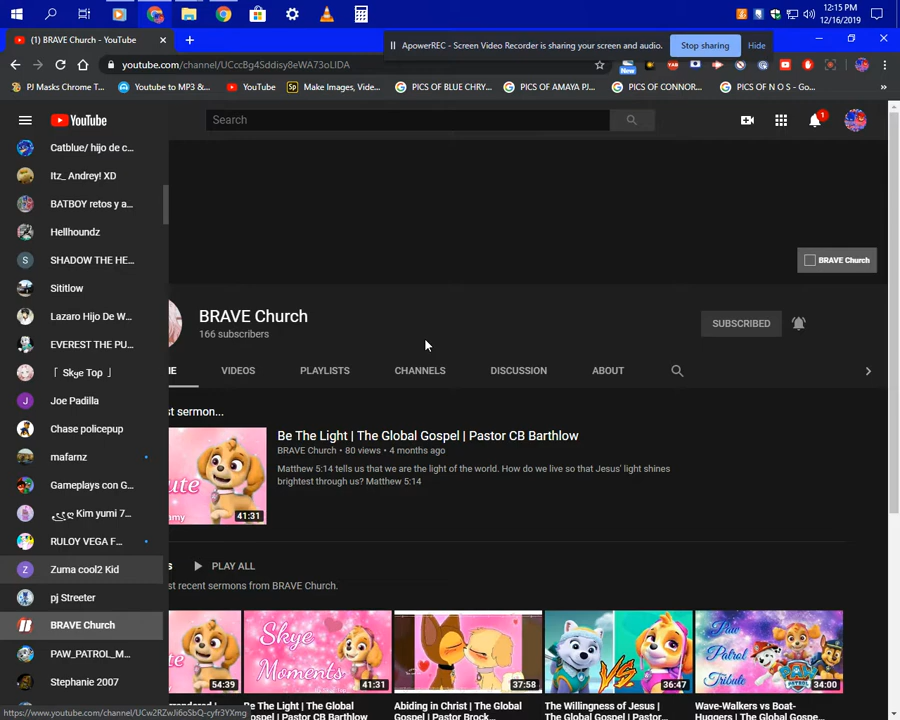 12:15 PM
12/16/2019
(1) BRAVE Church - YouTube
ApowerREC - Screen Video Recorder is sharing your screen and audio.
Stop sharing
Hide
youtube.com/channel/UCccBg4Sddisy8eWA73oLIDA
New
PJ Masks Chrome T...
Youtube to MP3 &...
YouTube
Make Images, Vide...
PICS OF BLUE CHRY...
PICS OF AMAYA PJ...
PICS OF CONNOR...
PICS OF N O S - Go...
YouTube
Search
1
Catblue/ hijo de c...
Itz_ Andrey! XD
BATBOY retos y a...
Hellhoundz
SHADOW THE HE...
Sititlow
Lazaro Hijo De W...
EVEREST THE PU...
「 Skye Top 」
Joe Padilla
Chase policepup
mafarnz
Gameplays con G...
Kim yumi 7...
RULOY VEGA F...
Zuma cool2 Kid
pj Streeter
BRAVE Church
PAW_PATROL_M...
Stephanie 2007
BRAVE Church
BRAVE Church
166 subscribers
SUBSCRIBED
VIDEOS
PLAYLISTS
CHANNELS
DISCUSSION
ABOUT
st sermon...
Be The Light | The Global Gospel | Pastor CB Barthlow
BRAVE Church • 80 views • 4 months ago
Matthew 5:14 tells us that we are the light of the world. How do we live so that Jesus' light shines
brightest through us? Matthew 5:14
41:31
PLAY ALL
st recent sermons from BRAVE Church.
Skye
Moments
VS
Paw
Patrol
Tribute
54:39
41:31
37:58
36:47
34:00
Be The Light | The Global
Gospel | Pastor CB Barthlow
Abiding in Christ | The Global
Gospel | Pastor Brock...
The Willingness of Jesus |
The Global Gospel | Pastor...
Wave-Walkers vs Boat-
Huggers | The Global Gospel...
https://www.youtube.com/channel/UCw2RZwJi6oSbQ-cyfr3YXmg